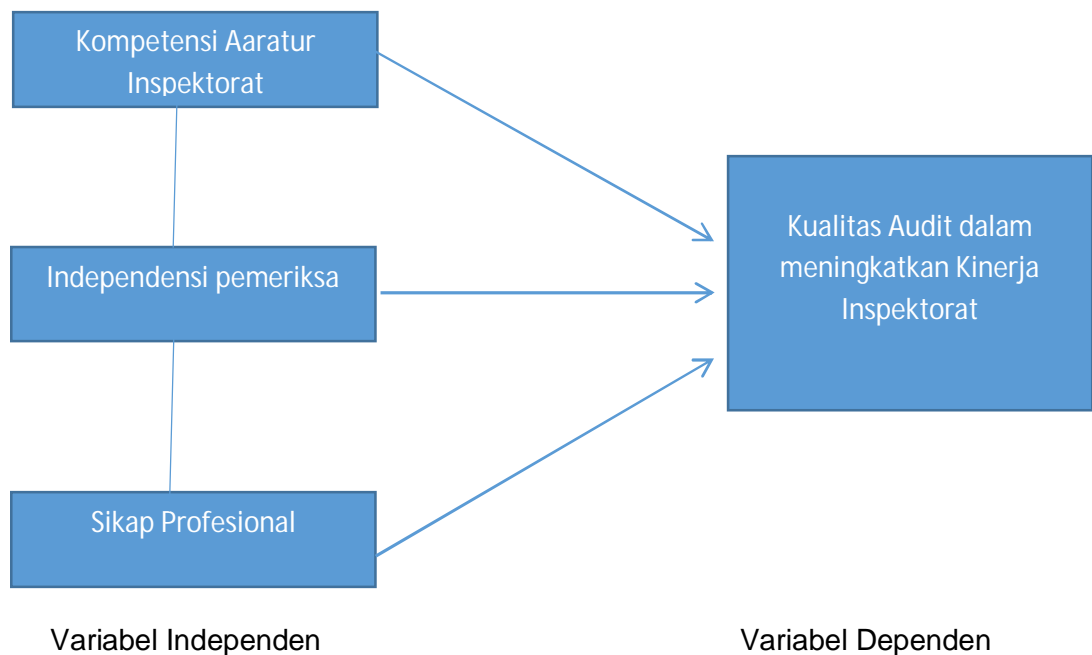 Kompetensi Aaratur
Inspektorat
Independensi pemeriksa
Sikap Profesional
Kualitas Audit dalam
meningkatkan Kinerja
Inspektorat
Variabel Independen
Variabel Dependen